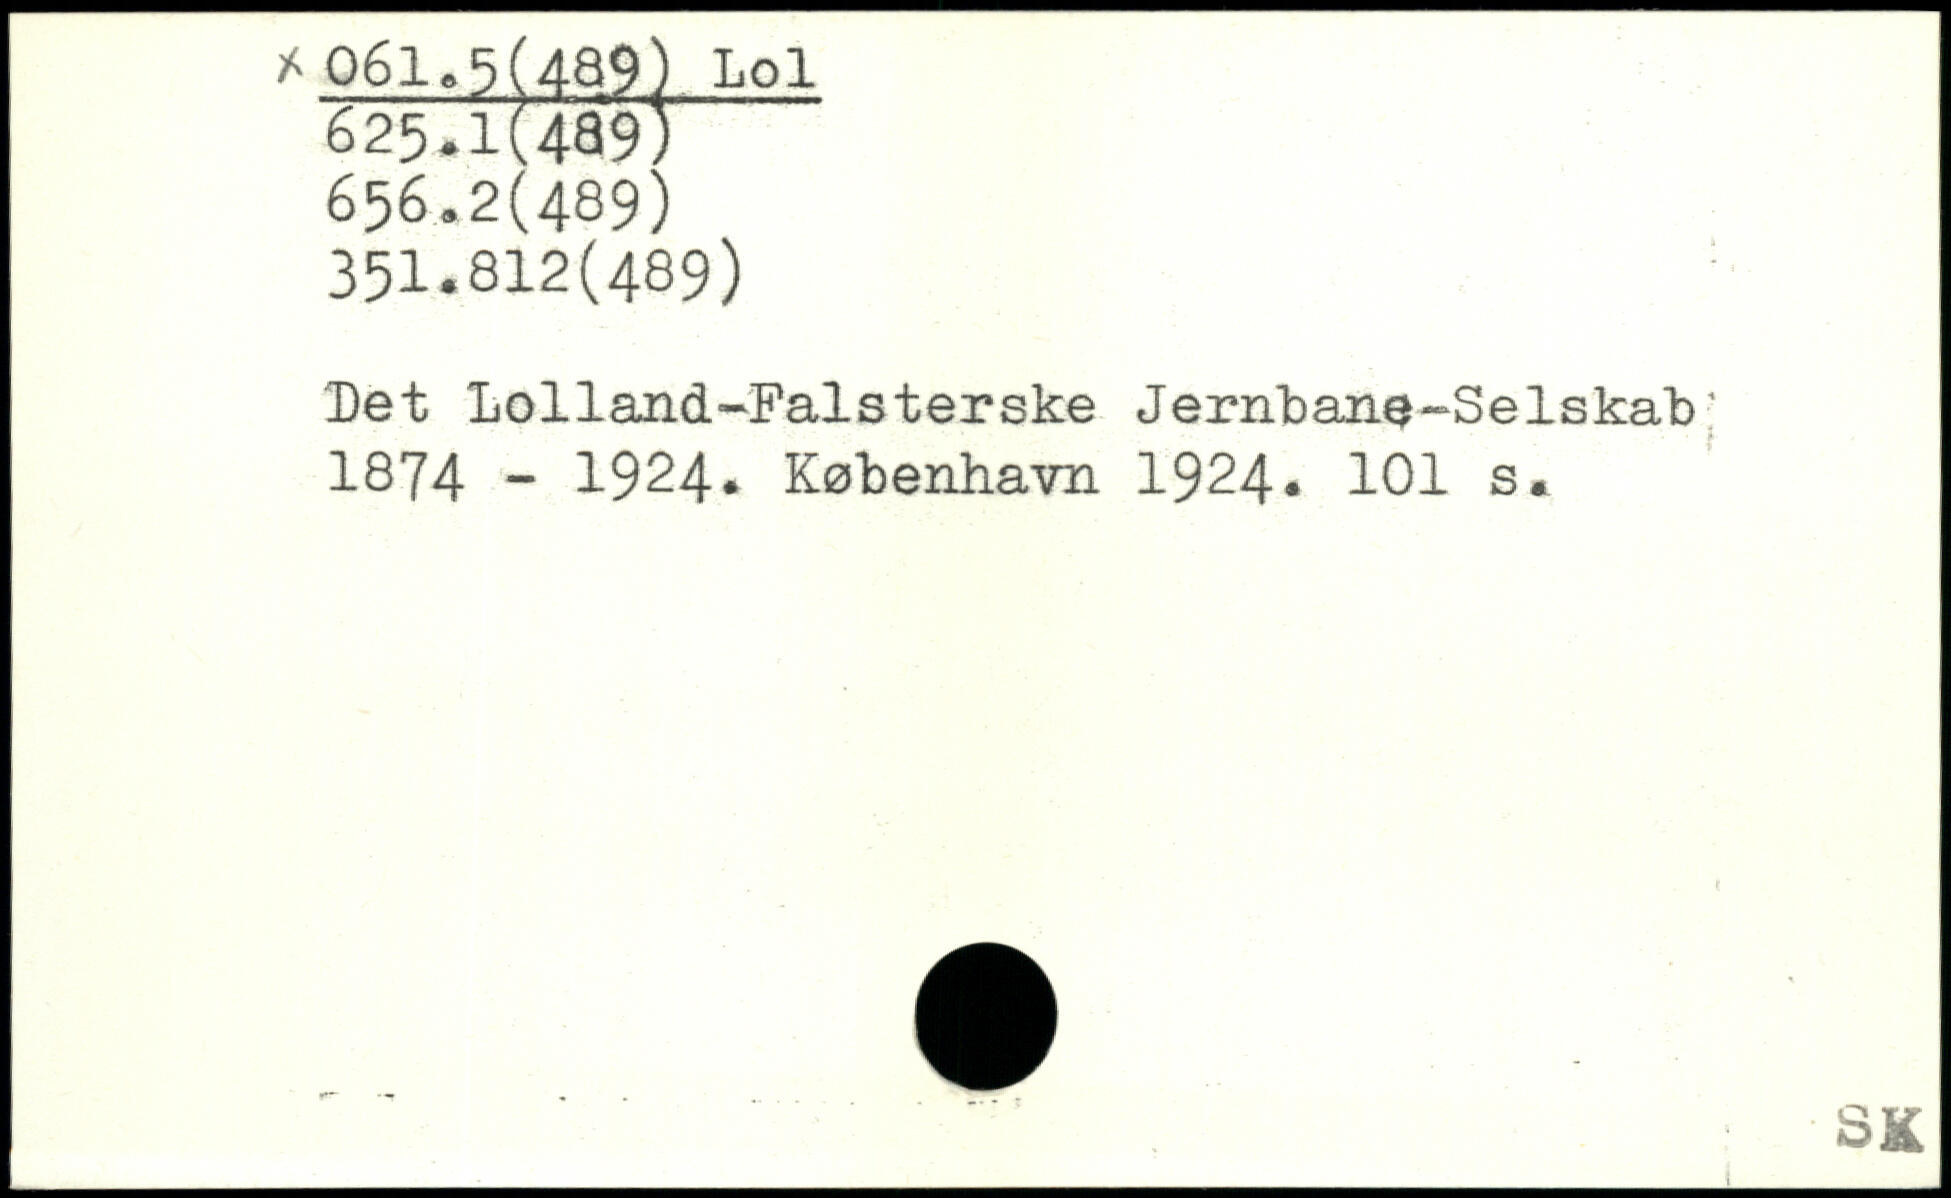 x 061.5(489) Lol
625.1(489)
656.2(489)
351.812(489)
Det Lolland-Falsterske Jernbane-Selskab
1874 - 1924. København 1924. 101 s.
SK